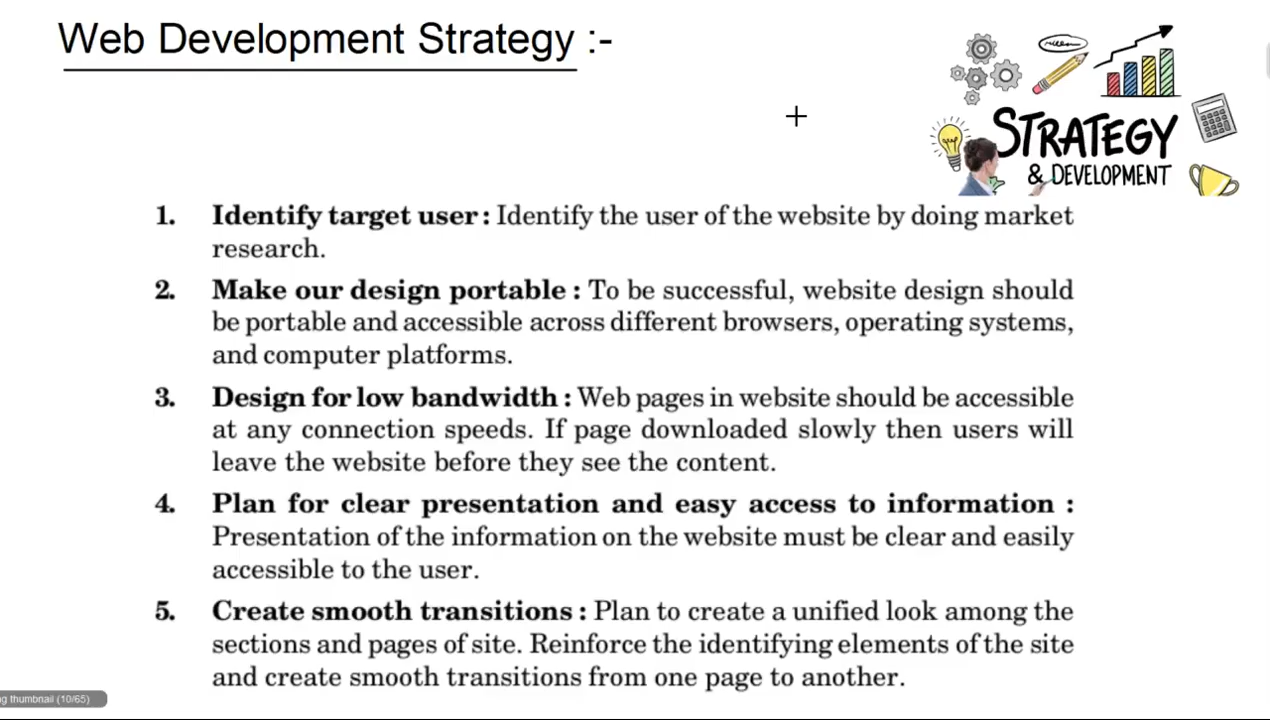 Web Development Strategy :-
STRATEGY
& DEVELOPMENT
1. Identify target user : Identify the user of the website by doing market
research.
2. Make our design portable : To be successful, website design should
be portable and accessible across different browsers, operating systems,
and computer platforms.
3. Design for low bandwidth : Web pages in website should be accessible
at any connection speeds. If page downloaded slowly then users will
leave the website before they see the content.
4. Plan for clear presentation and easy access to information :
Presentation of the information on the website must be clear and easily
accessible to the user.
5. Create smooth transitions : Plan to create a unified look among the
sections and pages of site. Reinforce the identifying elements of the site
and create smooth transitions from one page to another.
ng thumbnail (10/65)